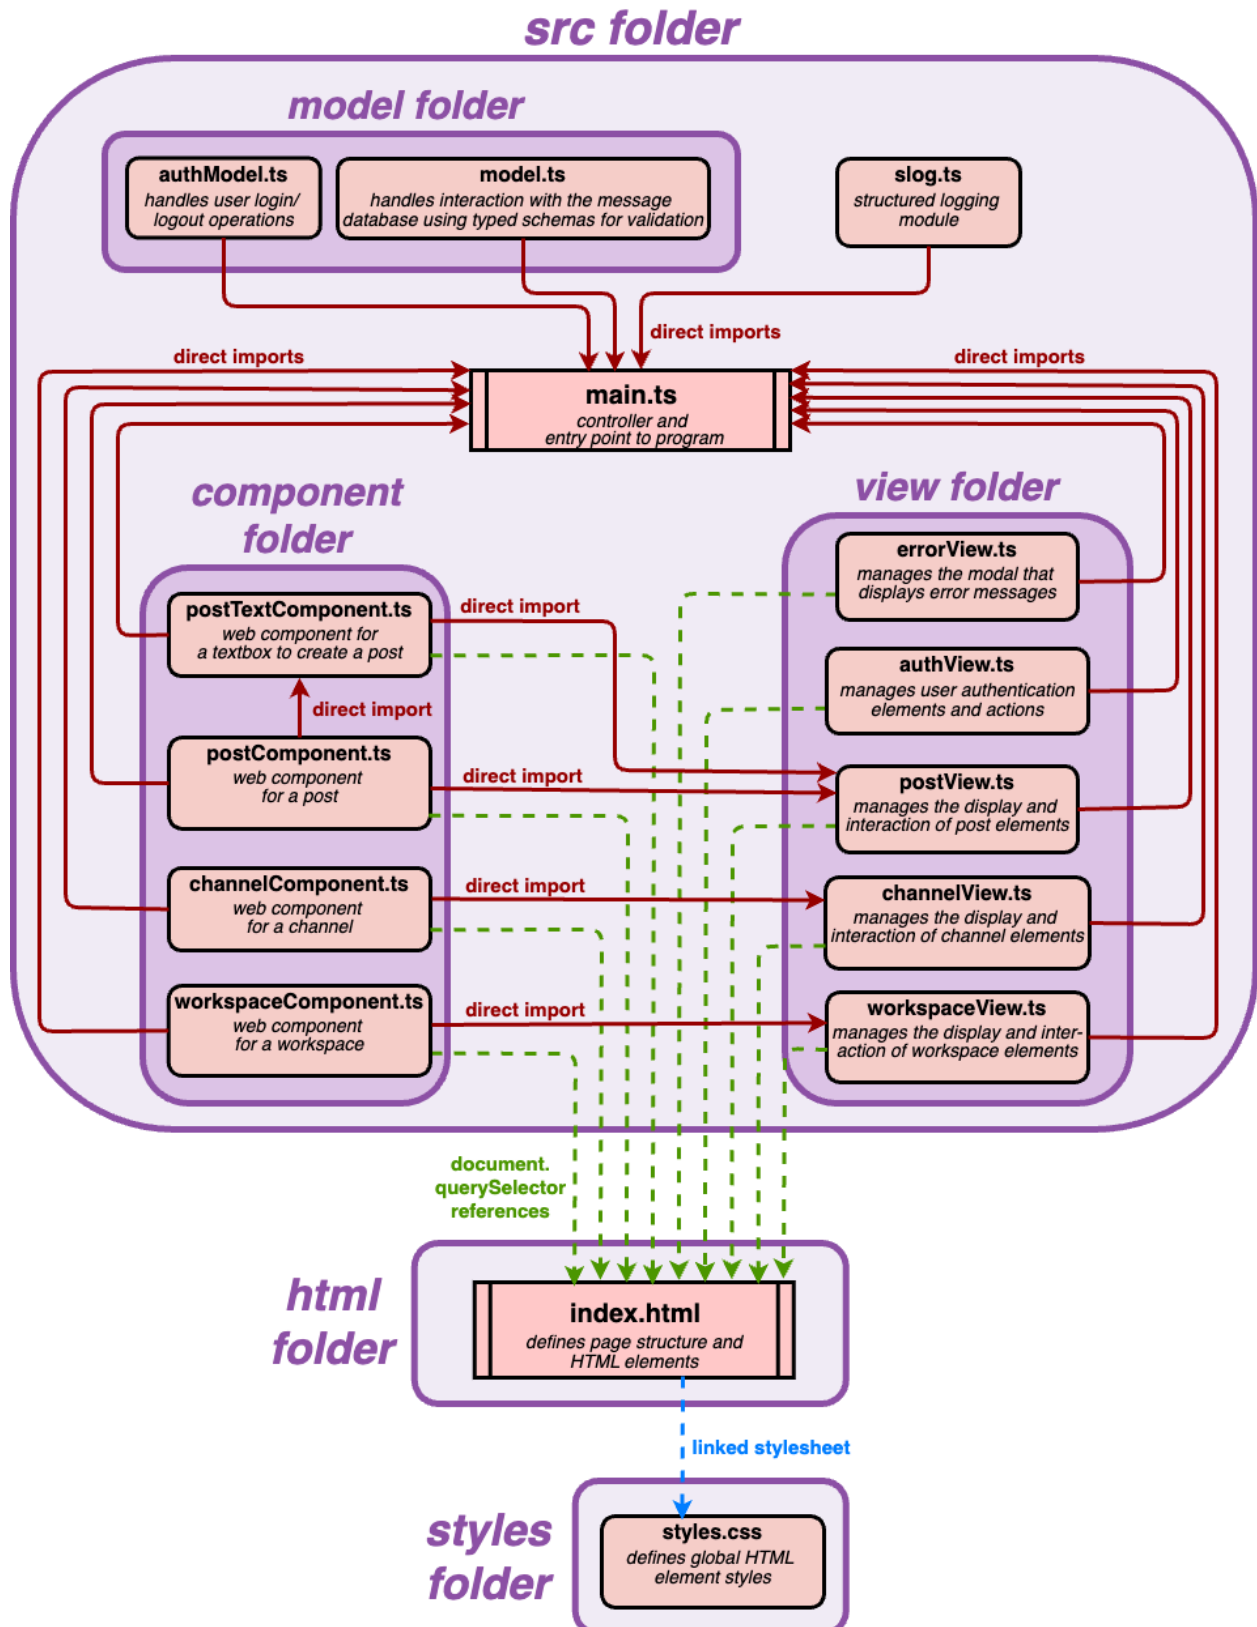 src folder
model folder
authModel.ts
handles user login/
logout operations
model.ts
handles interaction with the message
database using typed schemas for validation
slog.ts
structured logging
module
direct imports
direct imports
direct imports
main.ts
controller and
entry point to program
component
folder
view folder
postTextComponent.ts
web component for
a textbox to create a post
direct import
direct import
postComponent.ts
web component
for a post
direct import
channelComponent.ts
web component
for a channel
direct import
workspaceComponent.ts
web component
for a workspace
direct import
errorView.ts
manages the modal that
displays error messages
authView.ts
manages user authentication
elements and actions
postView.ts
manages the display and
interaction of post elements
channelView.ts
manages the display and
interaction of channel elements
workspaceView.ts
manages the display and inter-
action of workspace elements
document.
querySelector
references
html
folder
index.html
defines page structure and
HTML elements
linked stylesheet
styles
folder
styles.css
defines global HTML
element styles